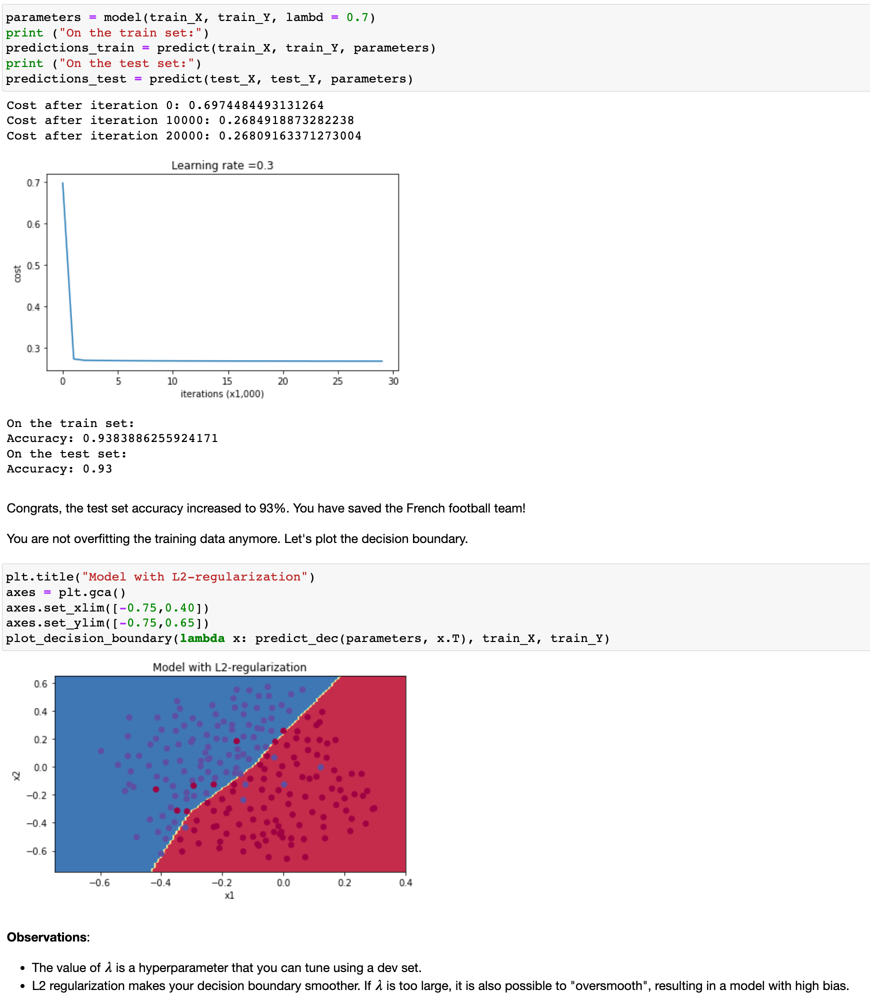 parameters = model(train_X, train_Y, lambd = 0.7)
print ("On the train set:")
predictions_train = predict(train_X, train_Y, parameters)
print ("On the test set:")
predictions_test = predict(test_X, test_Y, parameters)
Cost after iteration 0: 0.6974484493131264
Cost after iteration 10000: 0.2684918873282238
Cost after iteration 20000: 0.26809163371273004
Learning rate =0.3
0.7
0.6
0.5
0.4
0.3
cost
0 5 10 15 20 25 30
iterations (x1,000)
On the train set:
Accuracy: 0.9383886255924171
On the test set:
Accuracy: 0.93
Congrats, the test set accuracy increased to 93%. You have saved the French football team!
You are not overfitting the training data anymore. Let's plot the decision boundary.
plt.title("Model with L2-regularization")
axes = plt.gca()
axes.set_xlim([-0.75,0.40])
axes.set_ylim([-0.75,0.65])
plot_decision_boundary(lambda x: predict_dec(parameters, x.T), train_X, train_Y)
Model with L2-regularization
0.6
0.4
0.2
0.0
−0.2
−0.4
−0.6
x2
−0.6 −0.4 −0.2 0.0 0.2 0.4
x1
Observations:
• The value of λ is a hyperparameter that you can tune using a dev set.
• L2 regularization makes your decision boundary smoother. If λ is too large, it is also possible to "oversmooth", resulting in a model with high bias.